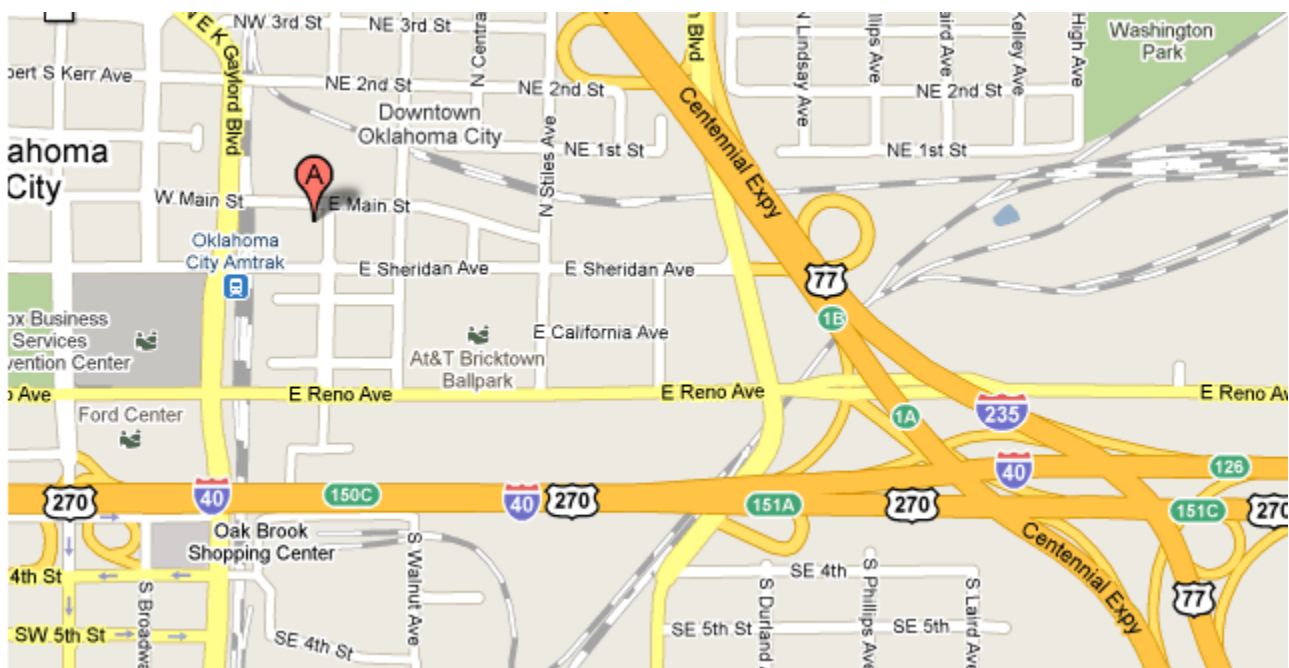 NW 3rd St
NE 3rd St
N Centra
N Lindsay Ave
llips Ave
aird Ave
Kelley Ave
High Ave
Washington
Park
N E K Gaylord Blvd
n Blvd
bert S Kerr Ave
NE 2nd St
NE 2nd St
NE 2nd St
Downtown
Oklahoma City
Centennial Expy
NE 1st St
NE 1st St
ahoma
City
A
N Stiles Ave
W Main St
E Main St
Oklahoma
City Amtrak
E Sheridan Ave
E Sheridan Ave
77
1B
ox Business
Services
vention Center
E California Ave
At&T Bricktown
Ballpark
o Ave
E Reno Ave
E Reno Ave
E Reno Av
Ford Center
1A
235
40
126
270
40
150C
40
270
151A
270
151C
270
Oak Brook
Shopping Center
Centennial Expy
4th St
S Broadwa
S Walnut Ave
SE 4th
S Durland
S Phillips Ave
S Laird Ave
77
SW 5th St
SE 4th St
SE 5th St
SE 5th